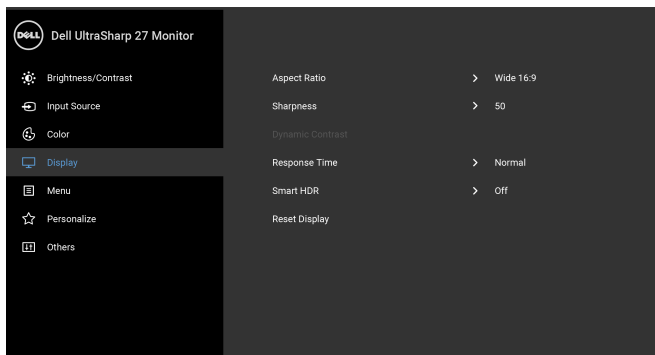 DELL Dell UltraSharp 27 Monitor
Brightness/Contrast
Input Source
Color
Display
Menu
Personalize
Others
Aspect Ratio > Wide 16:9
Sharpness > 50
Dynamic Contrast
Response Time > Normal
Smart HDR > Off
Reset Display